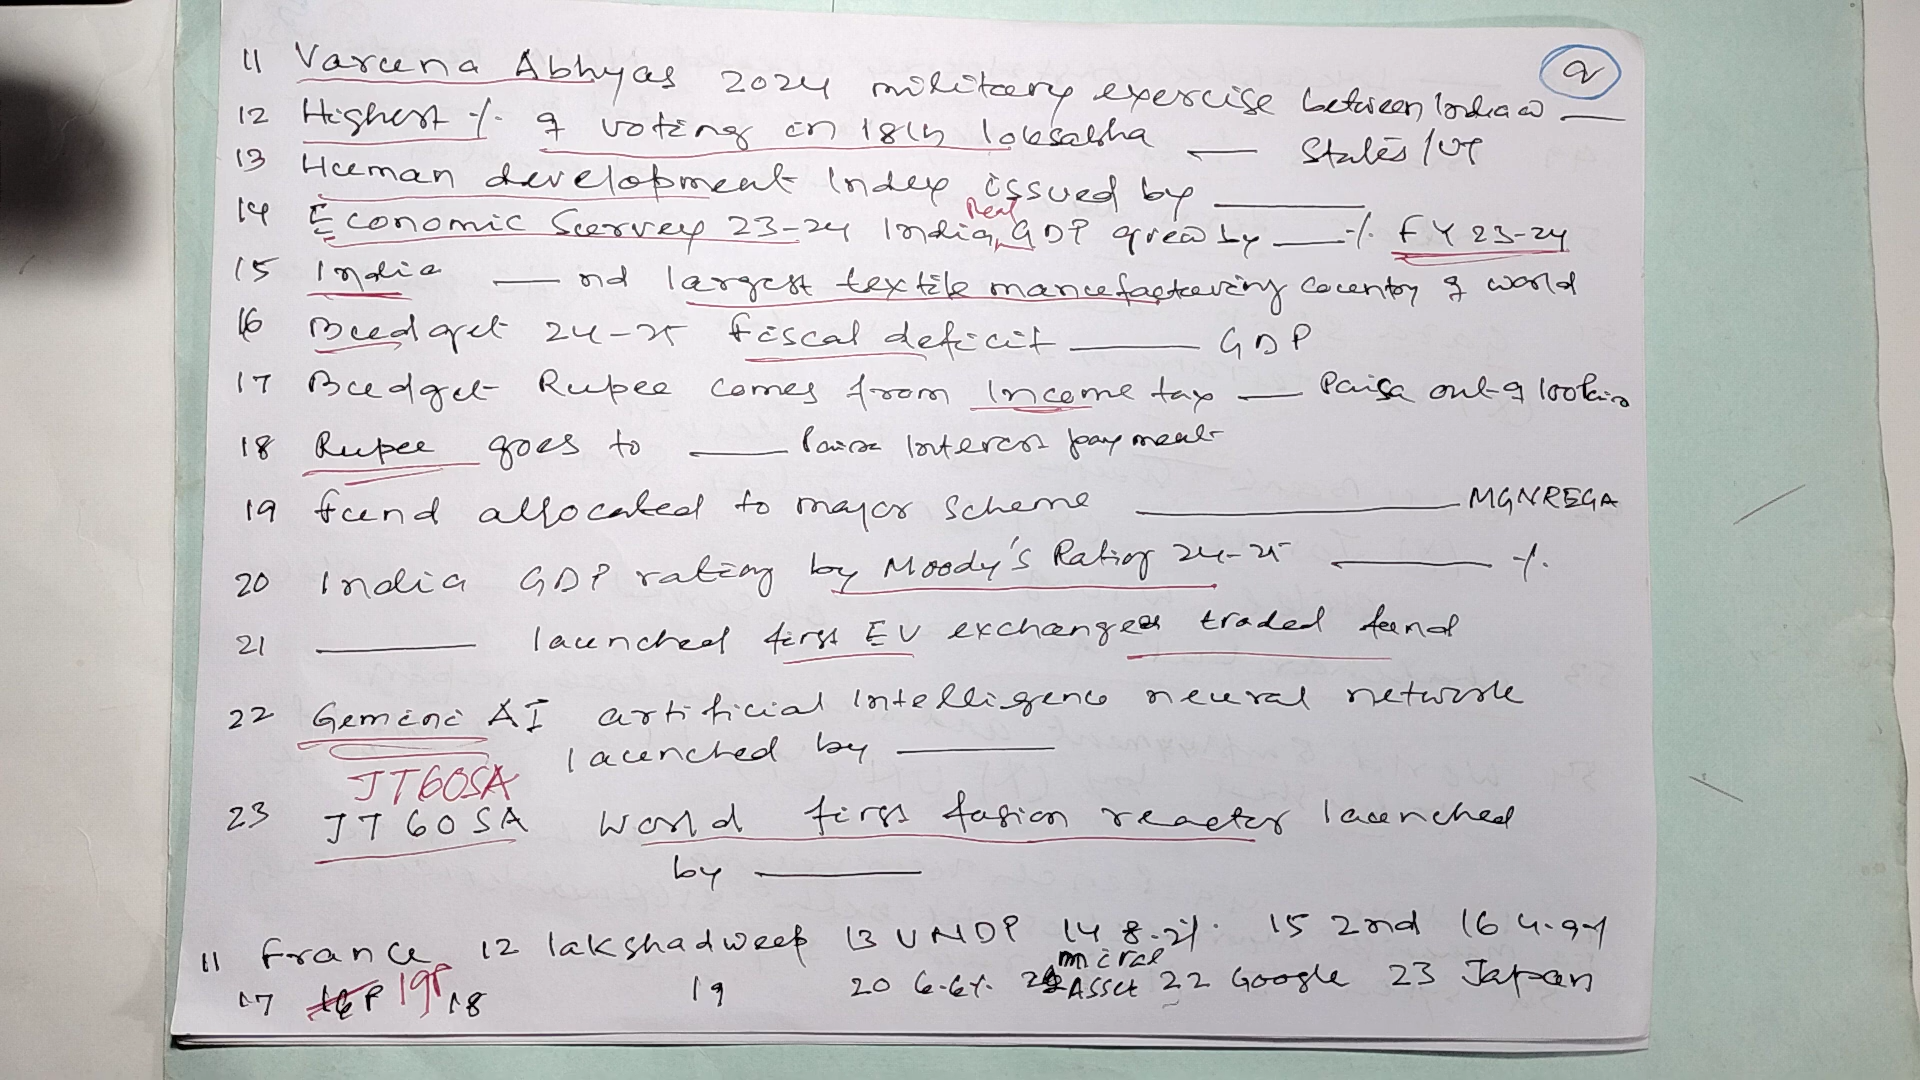 2
11 Varuna Abhyas 2024 military exercise between India &
12 Highest % of voting in 18th loksabha ___ States/UT
13 Human development Index issued by ___
14 Economic Survey 23-24 India Real GDP grew by ___ % FY 23-24
15 India ___ nd largest textile manufacturing country of world
16 Budget 24-25 fiscal deficit ___ GDP
17 Budget Rupee comes from Income tax ___ Paisa out of 100
18 Rupee goes to ___ Paisa Interest payment
19 fund allocated to major Scheme ___ MGNREGA
20 India GDP rating by Moody's Rating 24-25 ___ %.
21 ___ launched first EV exchange traded fund
22 Gemini AI artificial Intelligence neural network
launched by ___
JT60SA
23 JT 60 SA World first fusion reactor launched
by ___
11 France 12 lakshadweep 13 UNDP 14 8.2% 15 2nd 16 4.9%
17 19P 18 19 20 6.6%. 21 miral Asset 22 Google 23 Japan